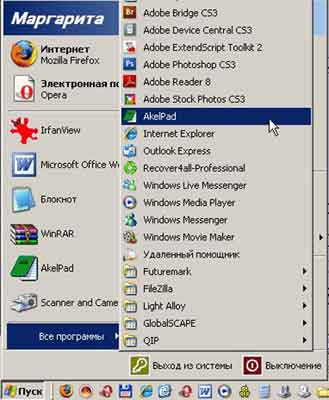 Маргарита
Интернет
Mozilla Firefox
Электронная по
Opera
IrfanView
Microsoft Office Wo
Блокнот
WinRAR
AkelPad
Scanner and Came
Все программы
Adobe Bridge CS3
Adobe Device Central CS3
Adobe ExtendScript Toolkit 2
Adobe Photoshop CS3
Adobe Reader 8
Adobe Stock Photos CS3
AkelPad
Internet Explorer
Outlook Express
Recover4all-Professional
Windows Live Messenger
Windows Media Player
Windows Messenger
Windows Movie Maker
Удаленный помощник
Futuremark
FileZilla
Light Alloy
GlobalSCAPE
QIP
Выход из системы
Выключение
Пуск